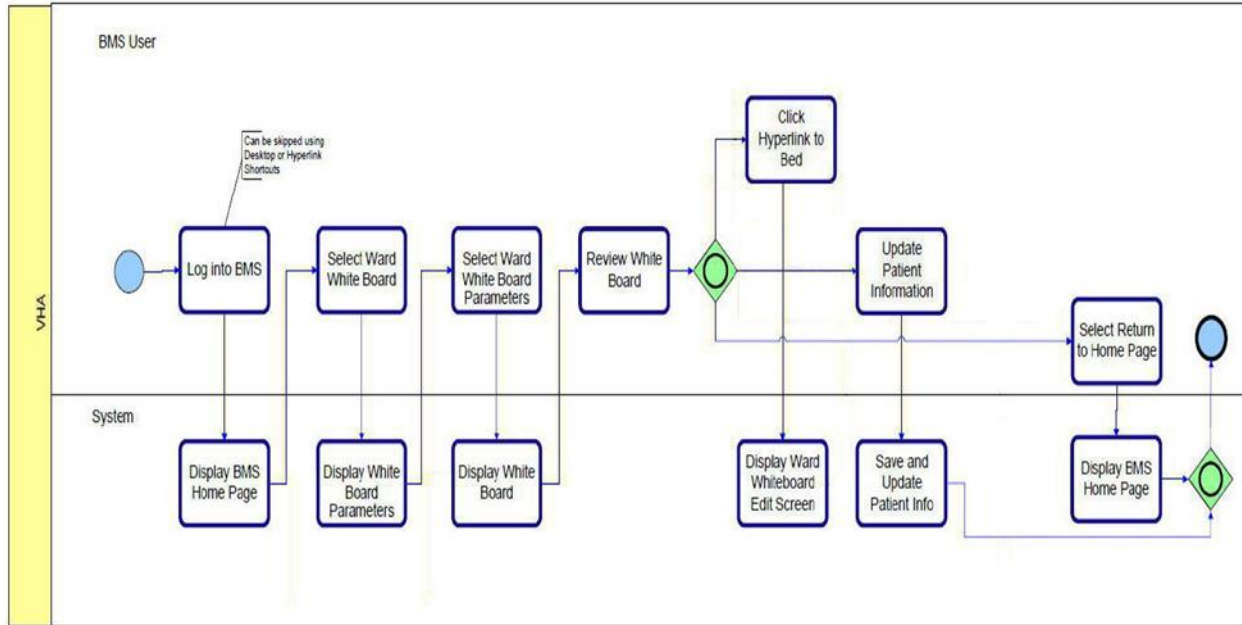 VHA
BMS User
Can be skipped using
Desktop or Hyperlink
Shortcuts
Log into BMS
Select Ward
White Board
Select Ward
White Board
Parameters
Review White
Board
Click
Hyperlink to
Bed
Update
Patient
Information
Select Return
to Home Page
System
Display BMS
Home Page
Display White
Board
Parameters
Display White
Board
Display Ward
Whiteboard
Edit Screen
Save and
Update
Patient Info
Display BMS
Home Page